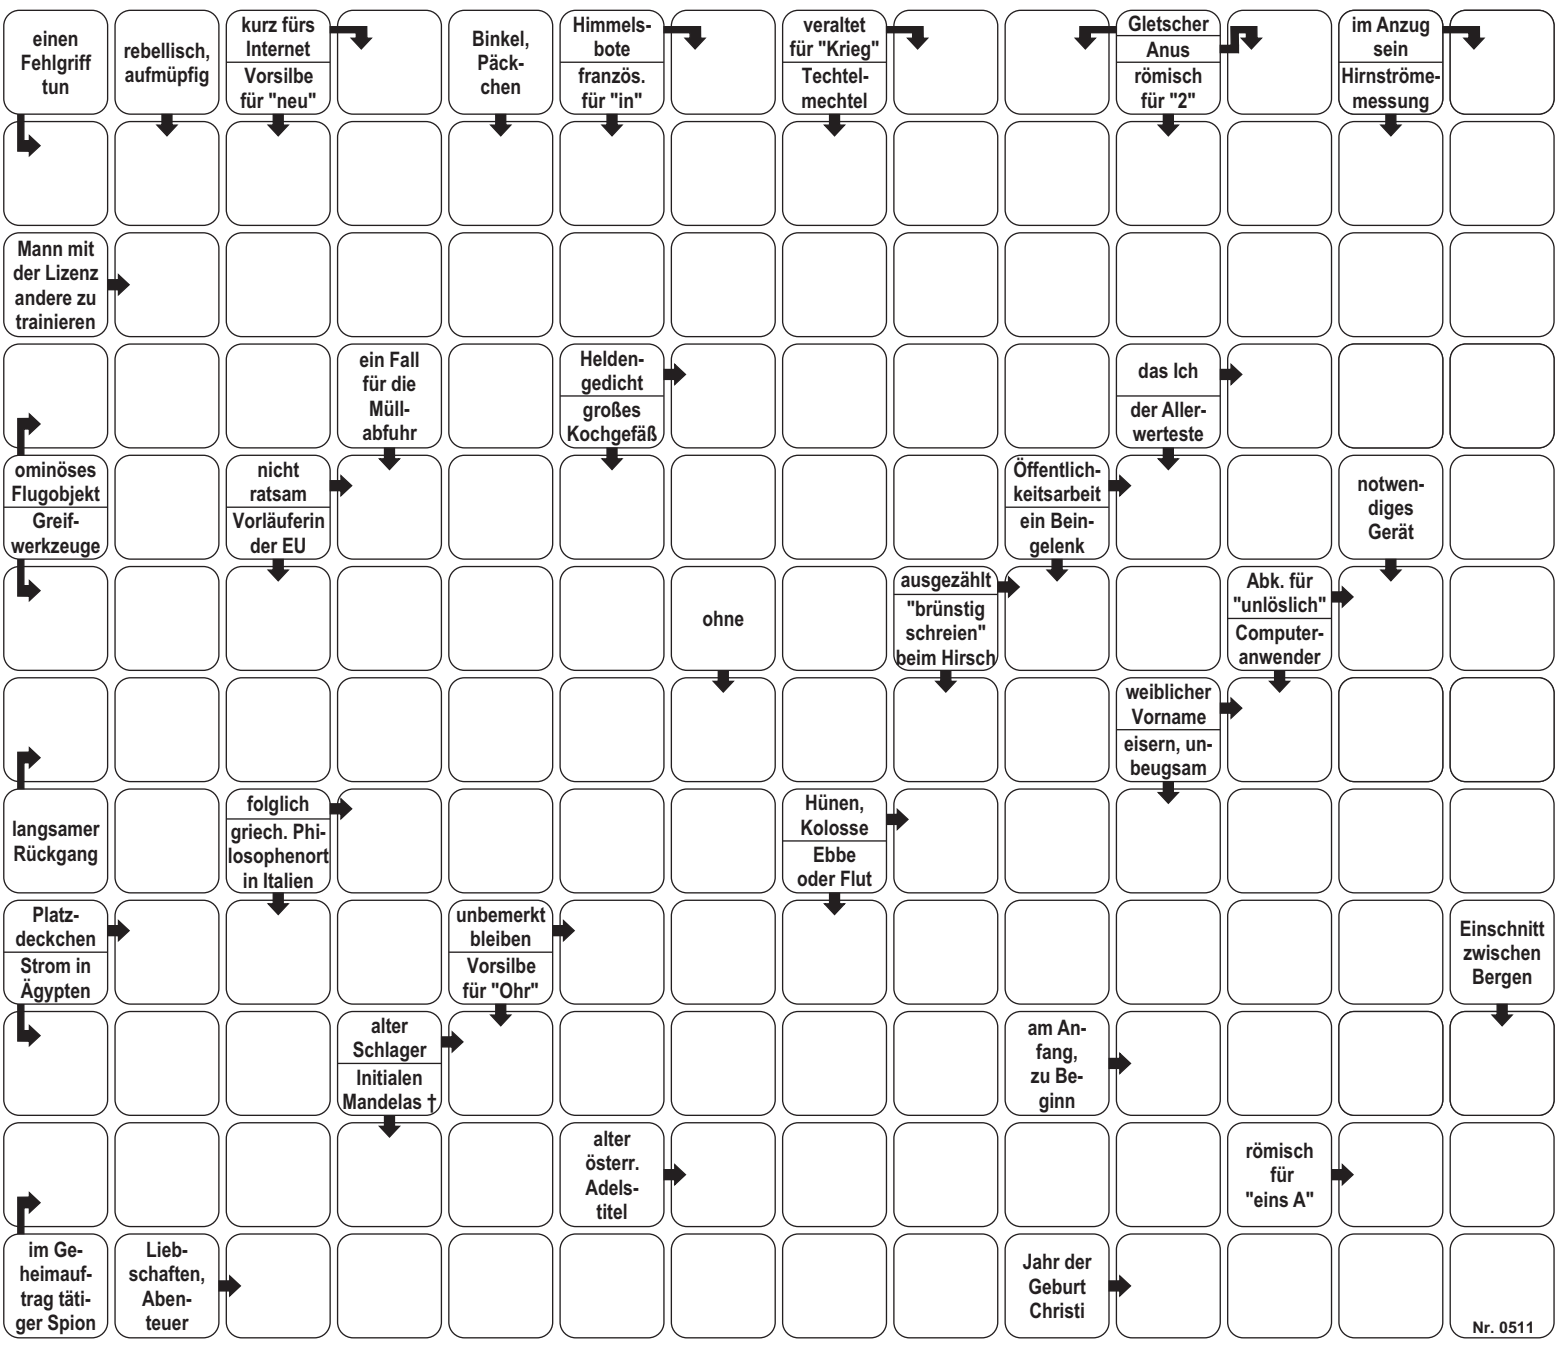 einen
Fehlgriff
tun
rebellisch,
aufmüpfig
kurz fürs
Internet
Vorsilbe
für "neu"
Binkel,
Päck-
chen
Himmels-
bote
französ.
für "in"
veraltet
für "Krieg"
Techtel-
mechtel
Gletscher
Anus
römisch
für "2"
im Anzug
sein
Hirnströme-
messung
Mann mit
der Lizenz
andere zu
trainieren
ein Fall
für die
Müll-
abfuhr
Helden-
gedicht
großes
Kochgefäß
das Ich
der Aller-
werteste
ominöses
Flugobjekt
Greif-
werkzeuge
nicht
ratsam
Vorläuferin
der EU
Öffentlich-
keitsarbeit
ein Bein-
gelenk
notwen-
diges
Gerät
ohne
ausgezählt
"brünstig
schreien"
beim Hirsch
Abk. für
"unlöslich"
Computer-
anwender
weiblicher
Vorname
eisern, un-
beugsam
langsamer
Rückgang
folglich
griech. Phi-
losophenort
in Italien
Hünen,
Kolosse
Ebbe
oder Flut
Platz-
deckchen
Strom in
Ägypten
unbemerkt
bleiben
Vorsilbe
für "Ohr"
Einschnitt
zwischen
Bergen
alter
Schlager
Initialen
Mandelas †
am An-
fang,
zu Be-
ginn
alter
österr.
Adels-
titel
römisch
für
"eins A"
im Ge-
heimauf-
trag täti-
ger Spion
Lieb-
schaften,
Aben-
teuer
Jahr der
Geburt
Christi
Nr. 0511